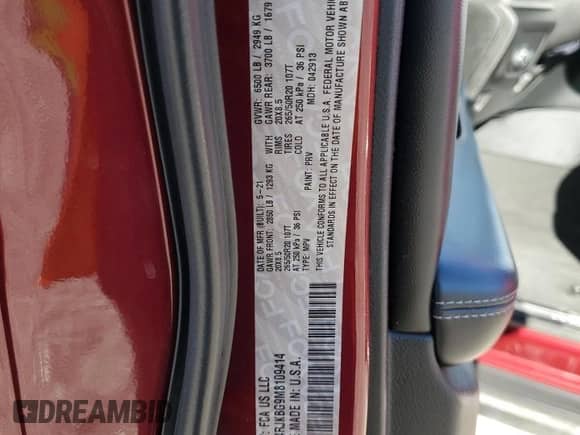 FCA US LLC
MADE IN: U.S.A.
DATE OF MFR (BUILT): 5-21
GVWR: 6500 LB / 2949 KG
GAWR FRONT: 2850 LB / 1293 KG
WITH
GAWR REAR: 3700 LB / 1679
20X8.5
RIMS
20X8.5
265/50R20 107T
TIRES
265/50R20 107T
AT 250 kPa / 36 PSI
COLD
AT 250 kPa / 36 PSI
TYPE: MPV
PAINT: PRV
MDH: 042913
THIS VEHICLE CONFORMS TO ALL APPLICABLE U.S.A. FEDERAL MOTOR VEHIC
STANDARDS IN EFFECT ON THE DATE OF MANUFACTURE SHOWN AB
RJKBG9M8109414
DREAMBID